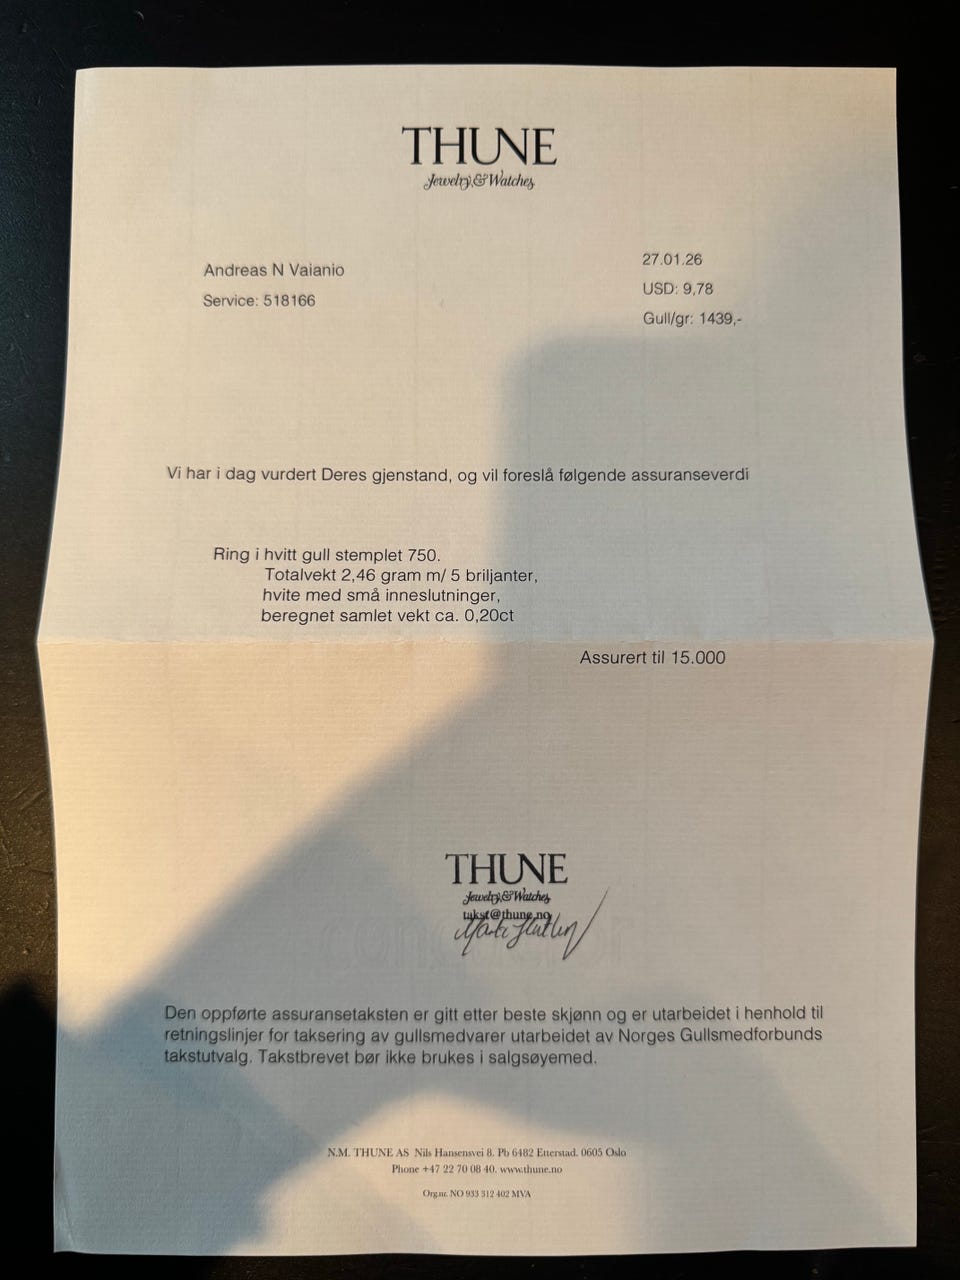 THUNE
Jewelry & Watches
Andreas N Vaianio
Service: 518166
27.01.26
USD: 9,78
Gull/gr: 1439,-
Vi har i dag vurdert Deres gjenstand, og vil foreslå følgende assuranseverdi
Ring i hvitt gull stemplet 750.
Totalvekt 2,46 gram m/ 5 briljanter,
hvite med små inneslutninger,
beregnet samlet vekt ca. 0,20ct
Assurert til 15.000
THUNE
Jewelry & Watches
takst@thune.no
Den oppførte assuransetaksten er gitt etter beste skjønn og er utarbeidet i henhold til
retningslinjer for taksering av gullsmedvarer utarbeidet av Norges Gullsmedforbunds
takstutvalg. Takstbrevet bør ikke brukes i salgsøyemed.
N.M. THUNE AS Nils Hansensvei 8. Pb 6482 Etterstad. 0605 Oslo
Phone +47 22 70 08 40. www.thune.no
Org.nr. NO 933 312 402 MVA